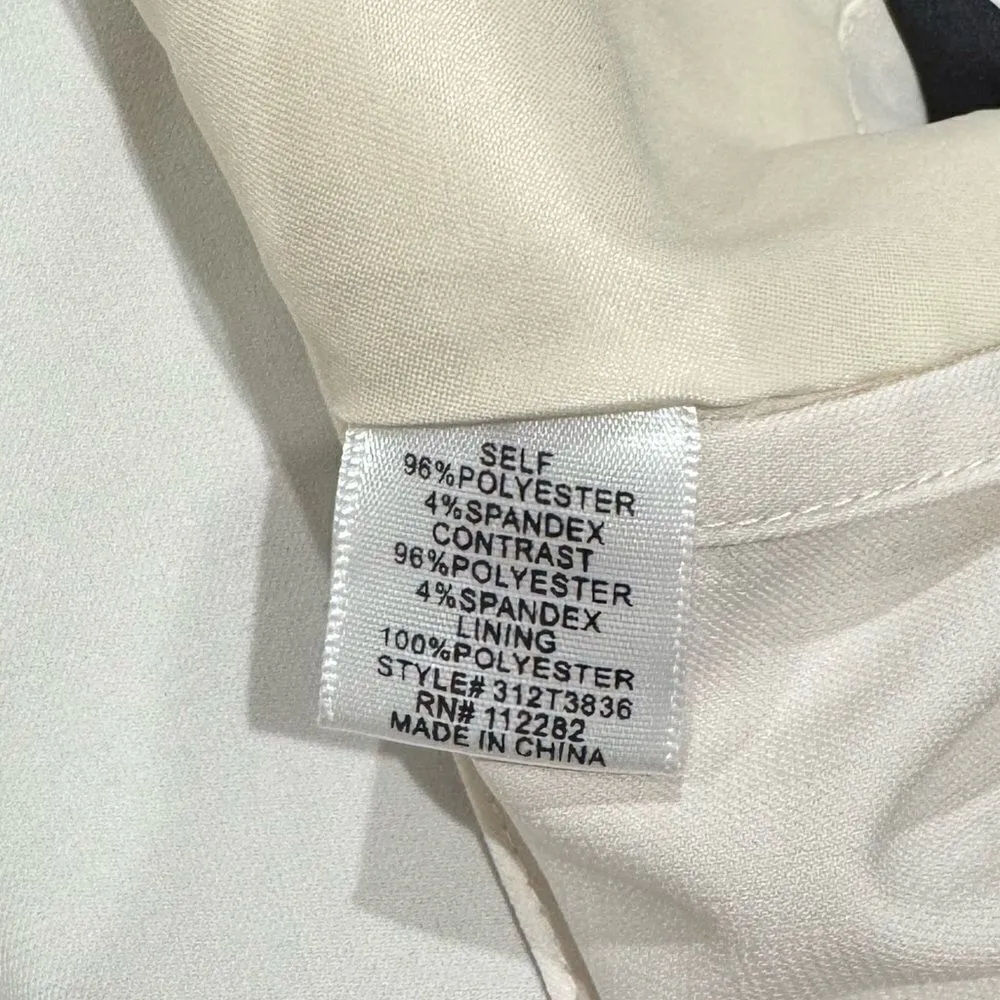 SELF
96%POLYESTER
4%SPANDEX
CONTRAST
96%POLYESTER
4%SPANDEX
LINING
100%POLYESTER
STYLE# 312T3836
RN# 112282
MADE IN CHINA